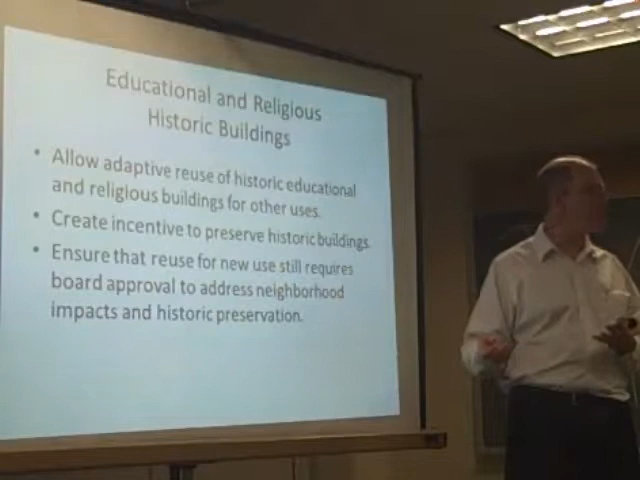 Educational and Religious
Historic Buildings
• Allow adaptive reuse of historic educational
and religious buildings for other uses.
• Create incentive to preserve historic buildings.
• Ensure that reuse for new use still requires
board approval to address neighborhood
impacts and historic preservation.